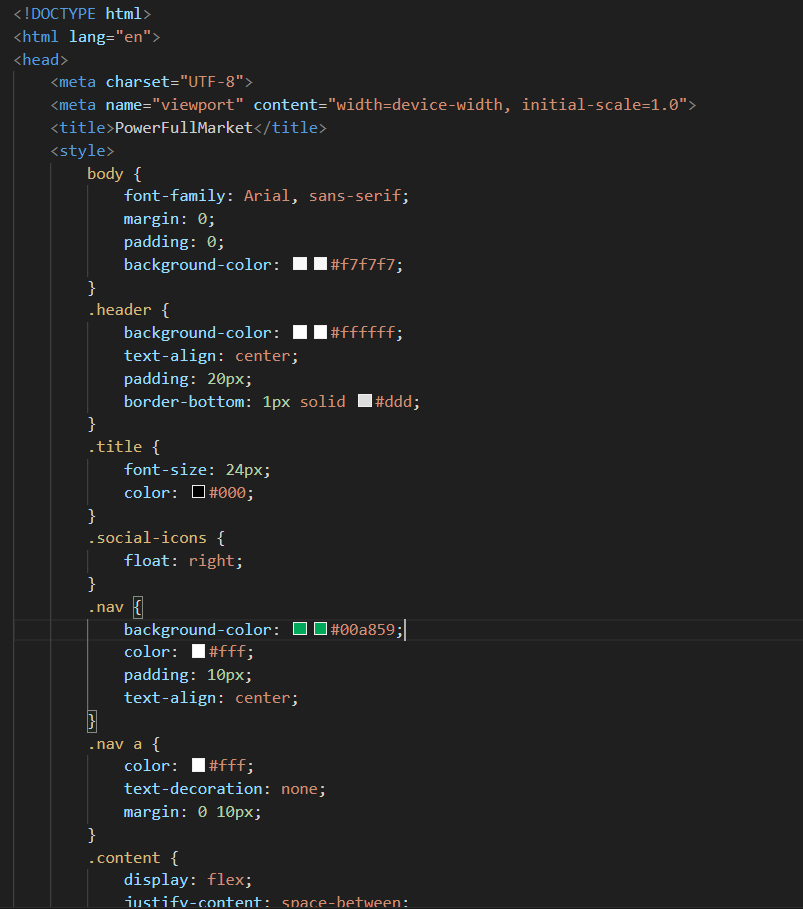 <!DOCTYPE html>
<html lang="en">
<head>
    <meta charset="UTF-8">
    <meta name="viewport" content="width=device-width, initial-scale=1.0">
    <title>PowerFullMarket</title>
    <style>
        body {
            font-family: Arial, sans-serif;
            margin: 0;
            padding: 0;
            background-color: #f7f7f7;
        }
        .header {
            background-color: #ffffff;
            text-align: center;
            padding: 20px;
            border-bottom: 1px solid #ddd;
        }
        .title {
            font-size: 24px;
            color: #000;
        }
        .social-icons {
            float: right;
        }
        .nav {
            background-color: #00a859;
            color: #fff;
            padding: 10px;
            text-align: center;
        }
        .nav a {
            color: #fff;
            text-decoration: none;
            margin: 0 10px;
        }
        .content {
            display: flex;
            justify-content: space-between;